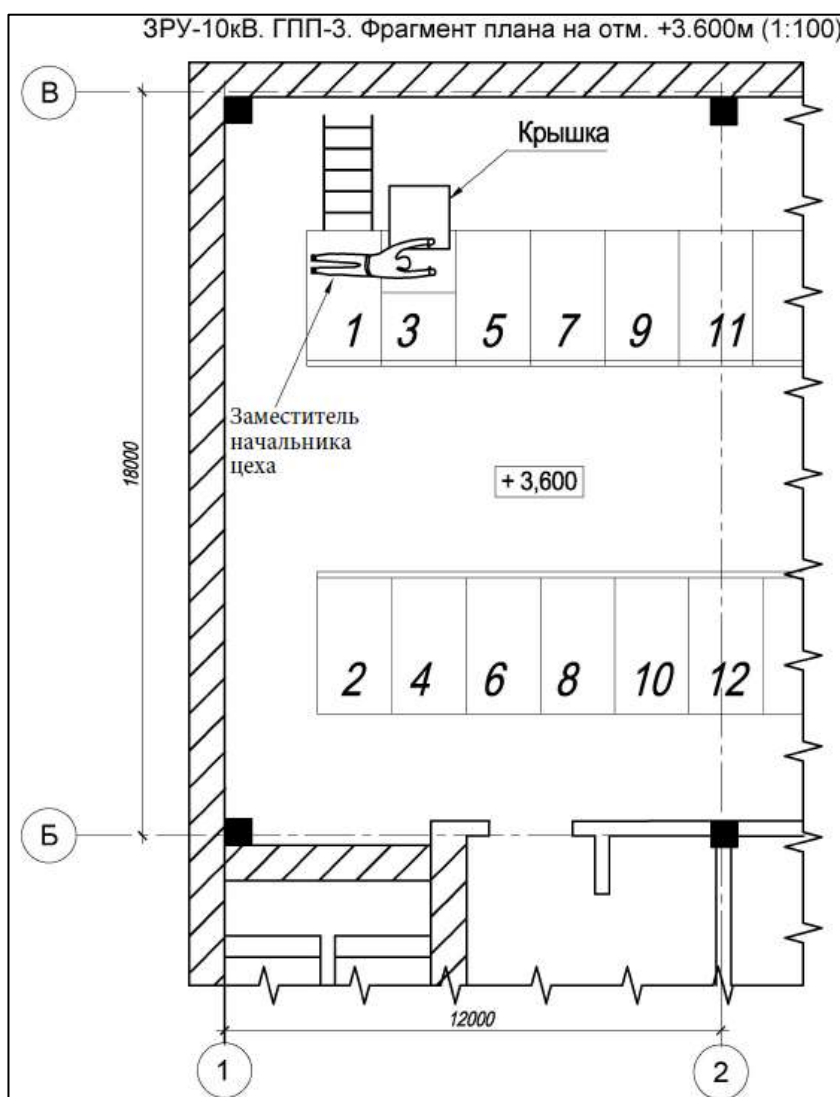 ЗРУ-10кВ. ГПП-3. Фрагмент плана на отм. +3.600м (1:100)
В
Крышка
1 3 5 7 9 11
Заместитель
начальника
цеха
18000
+ 3,600
2 4 6 8 10 12
Б
12000
1
2